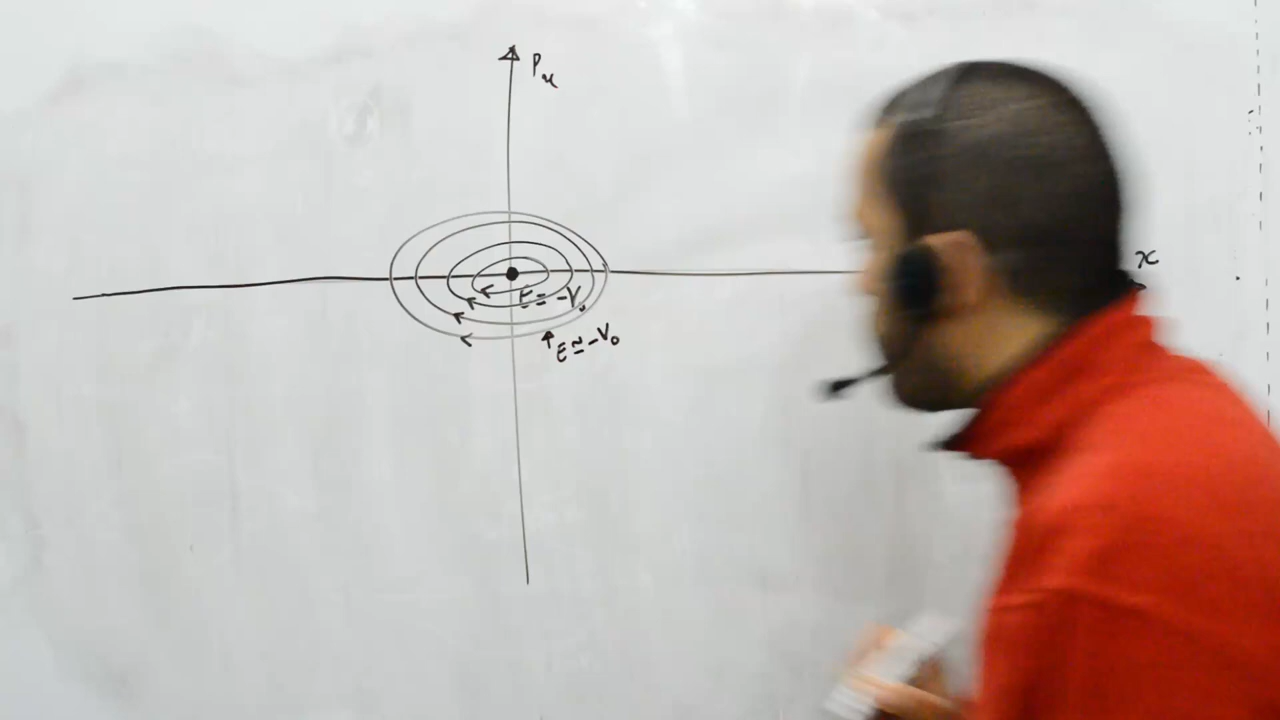 Px
x
E = -V₀
E ≃ -V₀